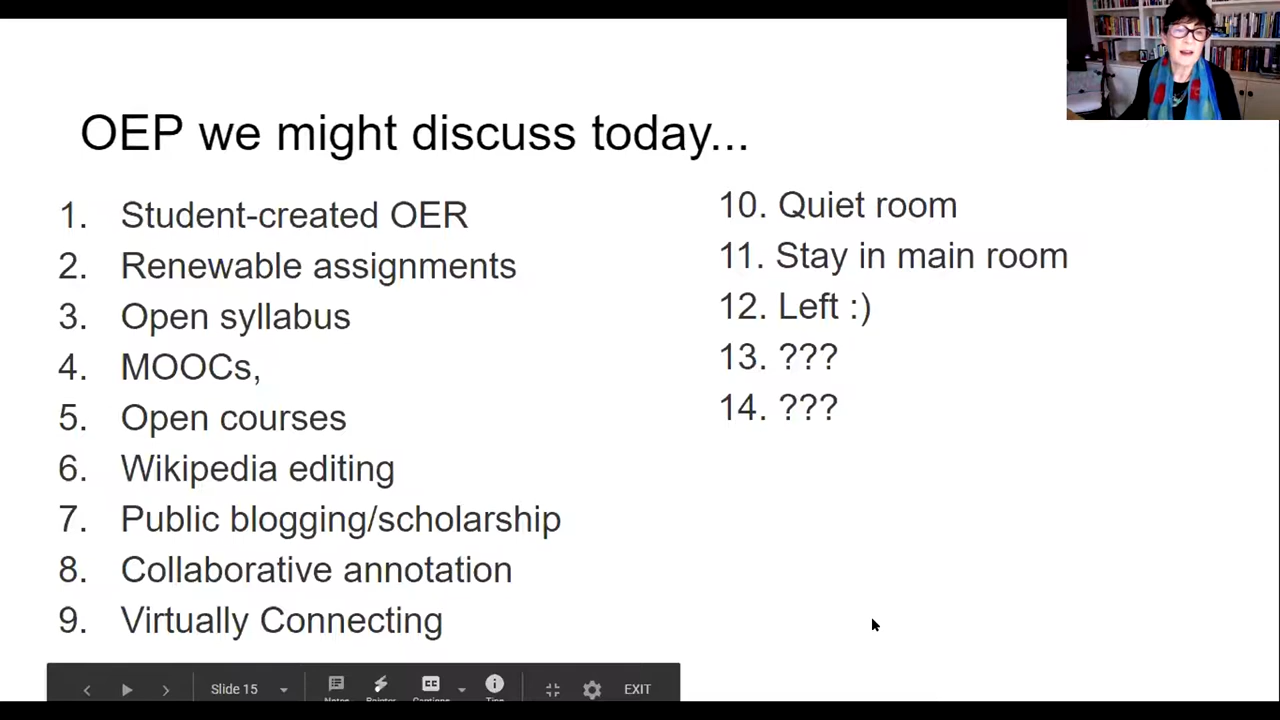 OEP we might discuss today...
1. Student-created OER
2. Renewable assignments
3. Open syllabus
4. MOOCs,
5. Open courses
6. Wikipedia editing
7. Public blogging/scholarship
8. Collaborative annotation
9. Virtually Connecting
10. Quiet room
11. Stay in main room
12. Left :)
13. ???
14. ???
Slide 15
CC
EXIT